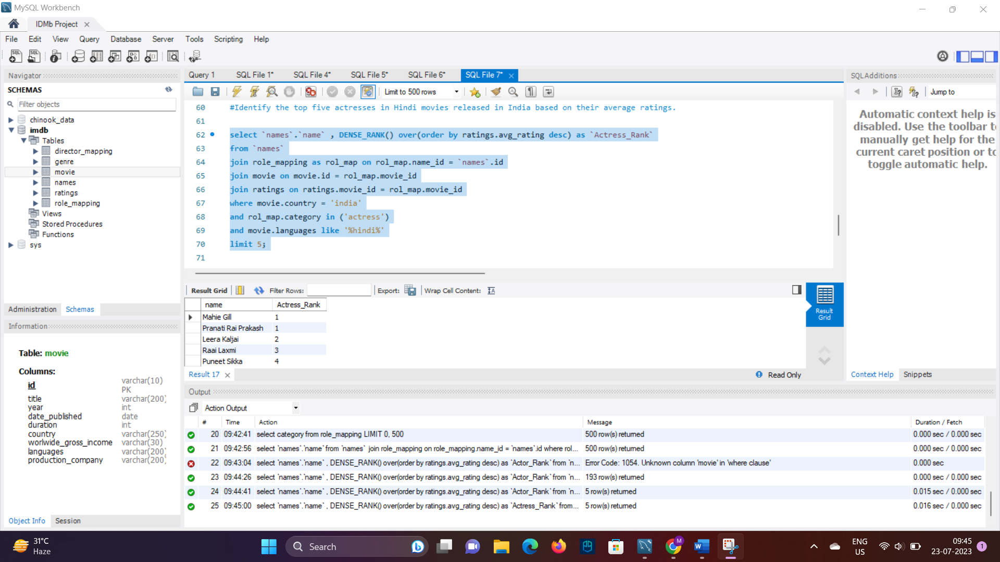 MySQL Workbench
IDMb Project
File Edit View Query Database Server Tools Scripting Help
Navigator
SCHEMAS
Filter objects
chinook_data
imdb
Tables
director_mapping
genre
movie
names
ratings
role_mapping
Views
Stored Procedures
Functions
sys
Administration Schemas
Information
Table: movie
Columns:
id varchar(10)
PK
title varchar(200)
year int
date_published date
duration int
country varchar(250)
worlwide_gross_income varchar(30)
languages varchar(200)
production_company varchar(200)
Object Info Session
Query 1 SQL File 1* SQL File 4* SQL File 5* SQL File 6* SQL File 7*
Limit to 500 rows
60 #Identify the top five actresses in Hindi movies released in India based on their average ratings.
61
62 select `names`.`name` , DENSE_RANK() over(order by ratings.avg_rating desc) as `Actress_Rank`
63 from `names`
64 join role_mapping as rol_map on rol_map.name_id = `names`.id
65 join movie on movie.id = rol_map.movie_id
66 join ratings on ratings.movie_id = rol_map.movie_id
67 where movie.country = 'india'
68 and rol_map.category in ('actress')
69 and movie.languages like '%hindi%'
70 limit 5;
71
Result Grid Filter Rows: Export: Wrap Cell Content:
name Actress_Rank
Mahie Gill 1
Pranati Rai Prakash 1
Leera Kaljai 2
Raai Laxmi 3
Puneet Sikka 4
Result
Grid
Result 17 Read Only
SQLAdditions
Jump to
Automatic context help is
disabled. Use the toolbar t
manually get help for the
current caret position or to
toggle automatic help.
Context Help Snippets
Output
Action Output
# Time Action Message Duration / Fetch
20 09:42:41 select category from role_mapping LIMIT 0, 500 500 row(s) returned 0.000 sec / 0.000 sec
21 09:42:56 select `names`.`name` from `names` join role_mapping on role_mapping.name_id = `names`.id where rol... 500 row(s) returned 0.000 sec / 0.000 sec
22 09:43:04 select `names`.`name` , DENSE_RANK() over(order by ratings.avg_rating desc) as `Actor_Rank` from `n... Error Code: 1054. Unknown column 'movie' in 'where clause' 0.000 sec
23 09:44:26 select `names`.`name` , DENSE_RANK() over(order by ratings.avg_rating desc) as `Actor_Rank` from `n... 193 row(s) returned 0.000 sec / 0.000 sec
24 09:44:41 select `names`.`name` , DENSE_RANK() over(order by ratings.avg_rating desc) as `Actor_Rank` from `n... 5 row(s) returned 0.015 sec / 0.000 sec
25 09:45:00 select `names`.`name` , DENSE_RANK() over(order by ratings.avg_rating desc) as `Actress_Rank` from... 5 row(s) returned 0.016 sec / 0.000 sec
31°C
Haze
Search
ENG
US
09:45
23-07-2023
1